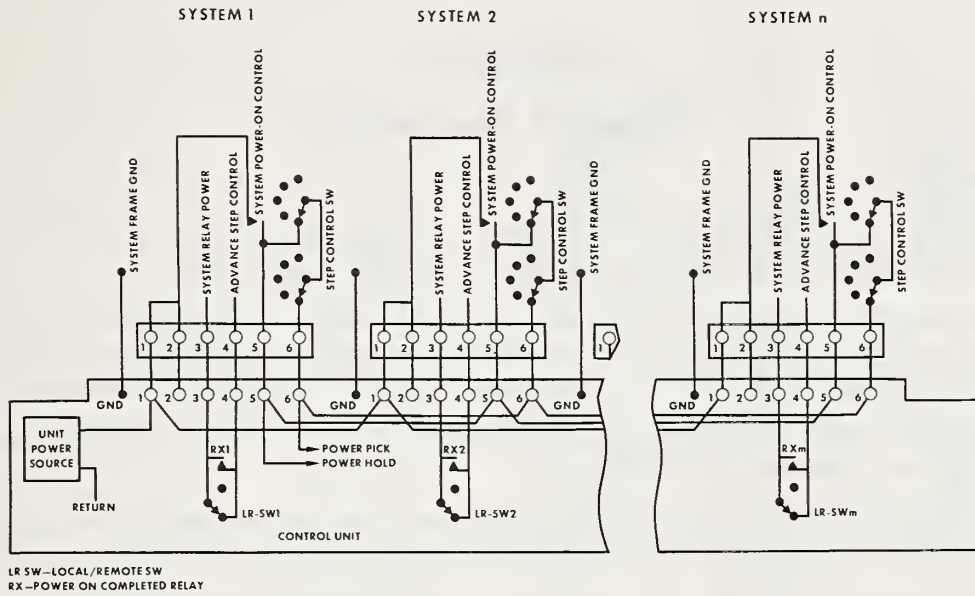 SYSTEM 1
SYSTEM 2
SYSTEM n
SYSTEM FRAME GND
SYSTEM RELAY POWER
ADVANCE STEP CONTROL
SYSTEM POWER-ON CONTROL
STEP CONTROL SW
SYSTEM RELAY POWER
ADVANCE STEP CONTROL
SYSTEM POWER-ON CONTROL
STEP CONTROL SW
SYSTEM FRAME GND
SYSTEM FRAME GND
SYSTEM RELAY POWER
ADVANCE STEP CONTROL
SYSTEM POWER-ON CONTROL
STEP CONTROL SW
1 2 3 4 5 6
1 2 3 4 5 6
1
1 2 3 4 5 6
GND 1 2 3 4 5 6
GND 1 2 3 4 5 6
GND
GND 1 2 3 4 5 6
UNIT
POWER
SOURCE
RETURN
RX1
POWER PICK
POWER HOLD
RX2
RXm
LR-SW1
LR-SW2
LR-SWm
CONTROL UNIT
LR SW—LOCAL/REMOTE SW
RX—POWER ON COMPLETED RELAY